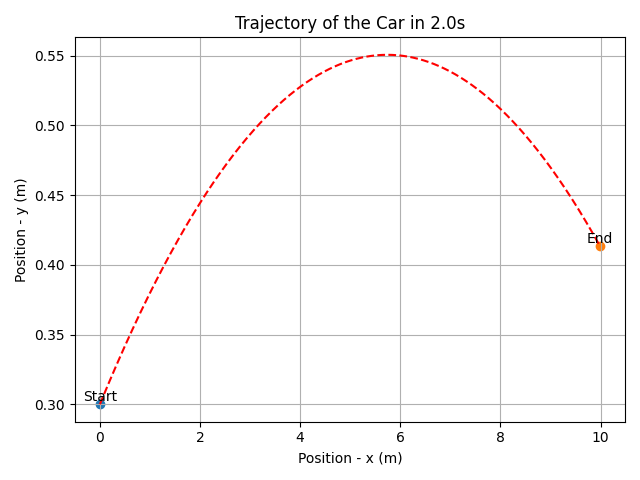 Trajectory of the Car in 2.0s
0.55
0.50
0.45
0.40
0.35
0.30
Position - y (m)
End
Start
0 2 4 6 8 10
Position - x (m)